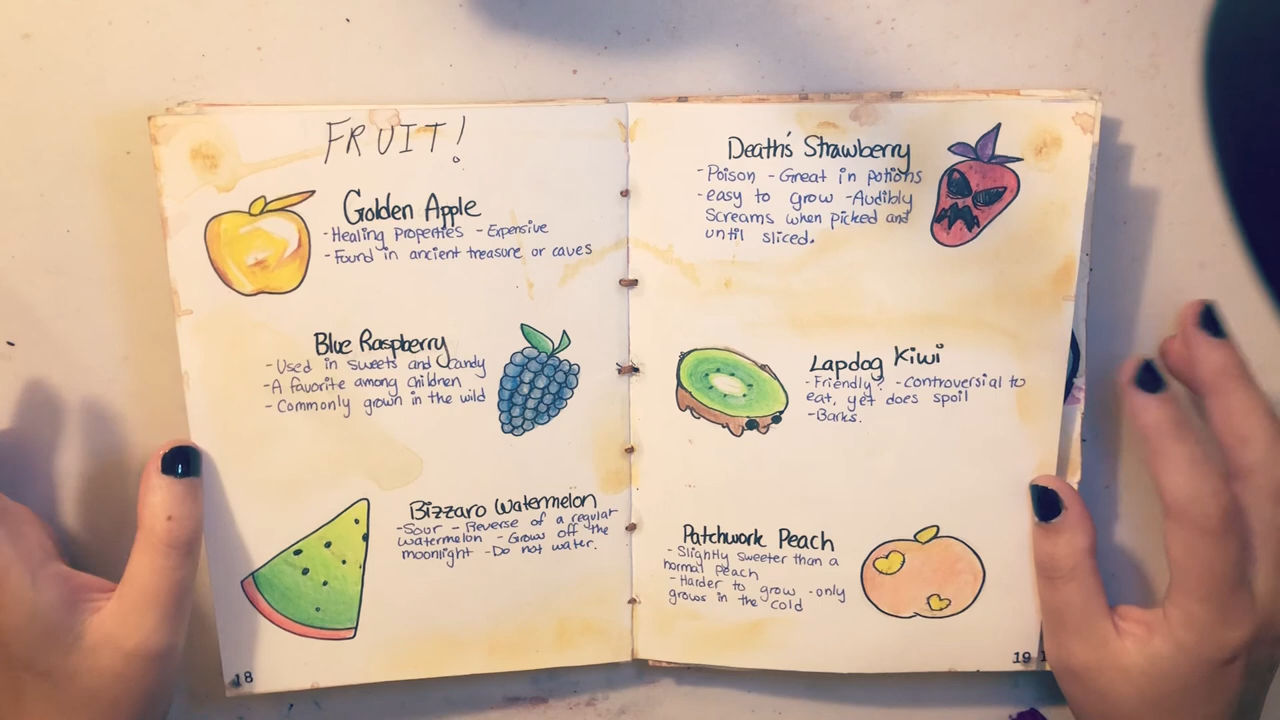 FRUIT!
Golden Apple
-Healing properties - Expensive
-Found in ancient treasure or caves
Blue Raspberry
-Used in sweets and candy
-A favorite among children
- Commonly grown in the wild
Bizzaro Watermelon
-Sour - Reverse of a regular
watermelon - Grows off the
moonlight -Do not water.
18
Death's Strawberry
-Poison -Great in potions
-easy to grow -Audibly
screams when picked and
until sliced.
Lapdog Kiwi
-Friendly? -controversial to
eat, yet does spoil
-Barks.
Patchwork Peach
- Slightly sweeter than a
normal peach
-Harder to grow -only
grows in the cold
19